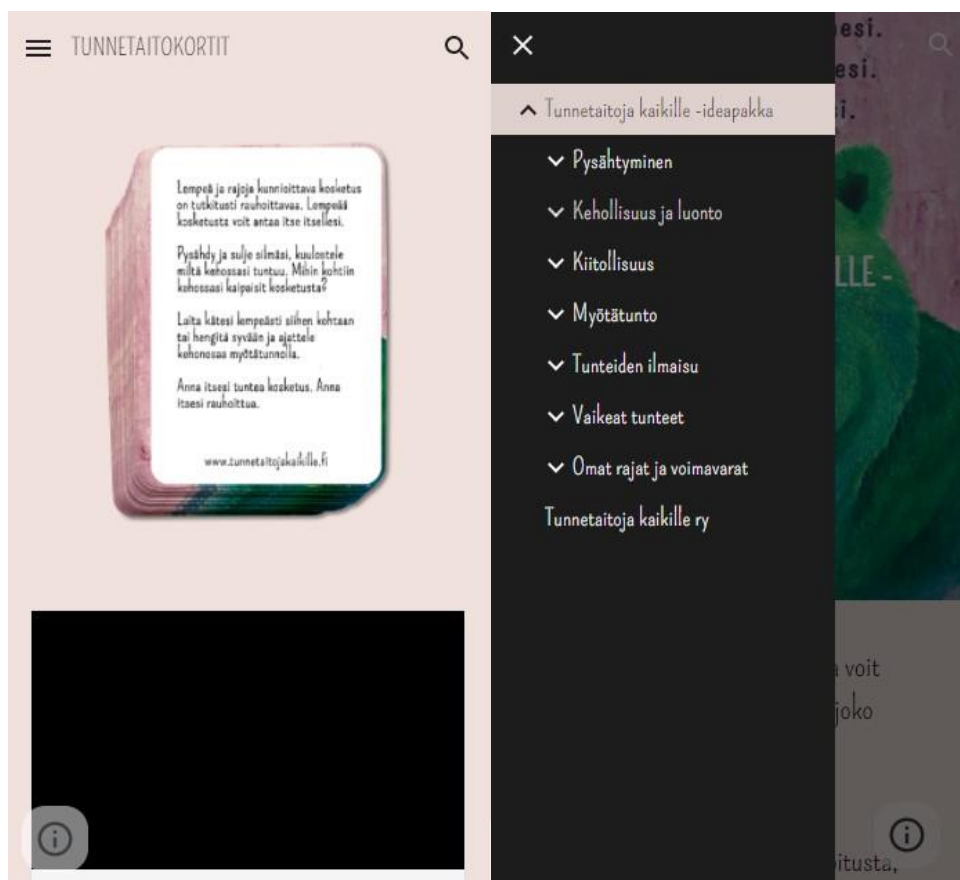 TUNNETAITOKORTIT
Lempeä ja rajoja kunnioittava kosketus
on tutkitusti rauhoittavaa. Lempeää
kosketusta voit antaa itse itsellesi.
Pysähdy ja sulje silmäsi, kuulostele
miltä kehossasi tuntuu. Mihin kohtiin
kehossasi kaipaisit kosketusta?
Laita kätesi lempeästi siihen kohtaan
tai hengitä syvään ja ajattele
kehonosaa myötätunnolla.
Anna itsesi tuntea kosketus. Anna
itsesi rauhoittua.
www.tunnetaitojakaikille.fi
Tunnetaitoja kaikille -ideapakka
Pysähtyminen
Kehollisuus ja luonto
Kiitollisuus
Myötätunto
Tunteiden ilmaisu
Vaikeat tunteet
Omat rajat ja voimavarat
Tunnetaitoja kaikille ry
esi.
esi.
i.
LLE -
voit
joko
itusta,